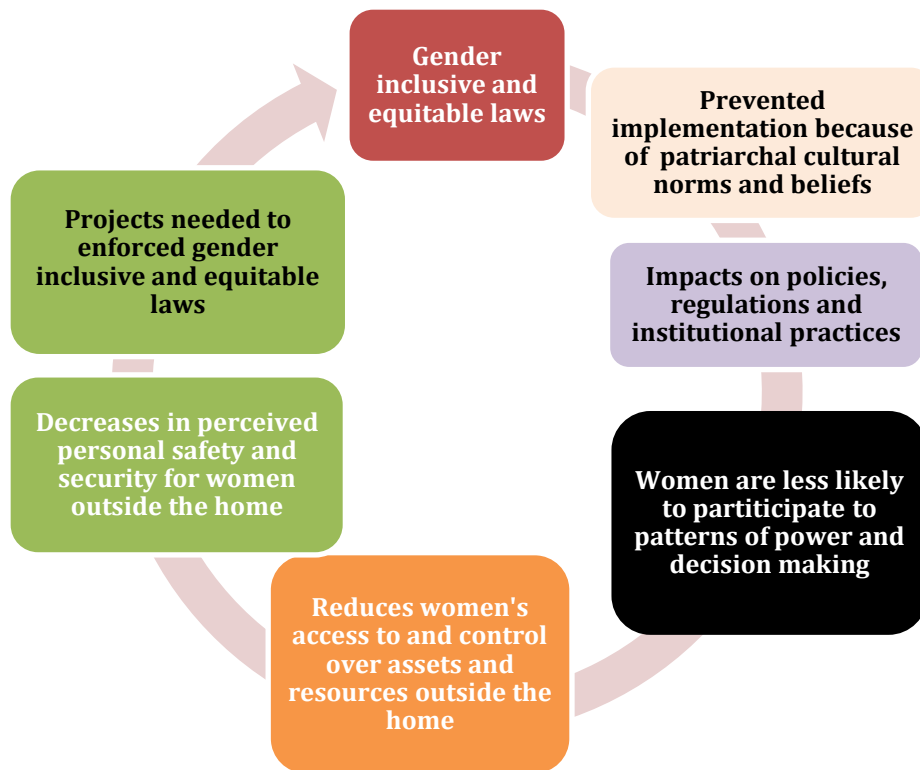 Gender
inclusive and
equitable laws
Prevented
implementation because
of patriarchal cultural
norms and beliefs
Impacts on policies,
regulations and
institutional practices
Women are less likely
to partiticipate to
patterns of power and
decision making
Reduces women's
access to and control
over assets and
resources outside the
home
Decreases in perceived
personal safety and
security for women
outside the home
Projects needed to
enforced gender
inclusive and equitable
laws